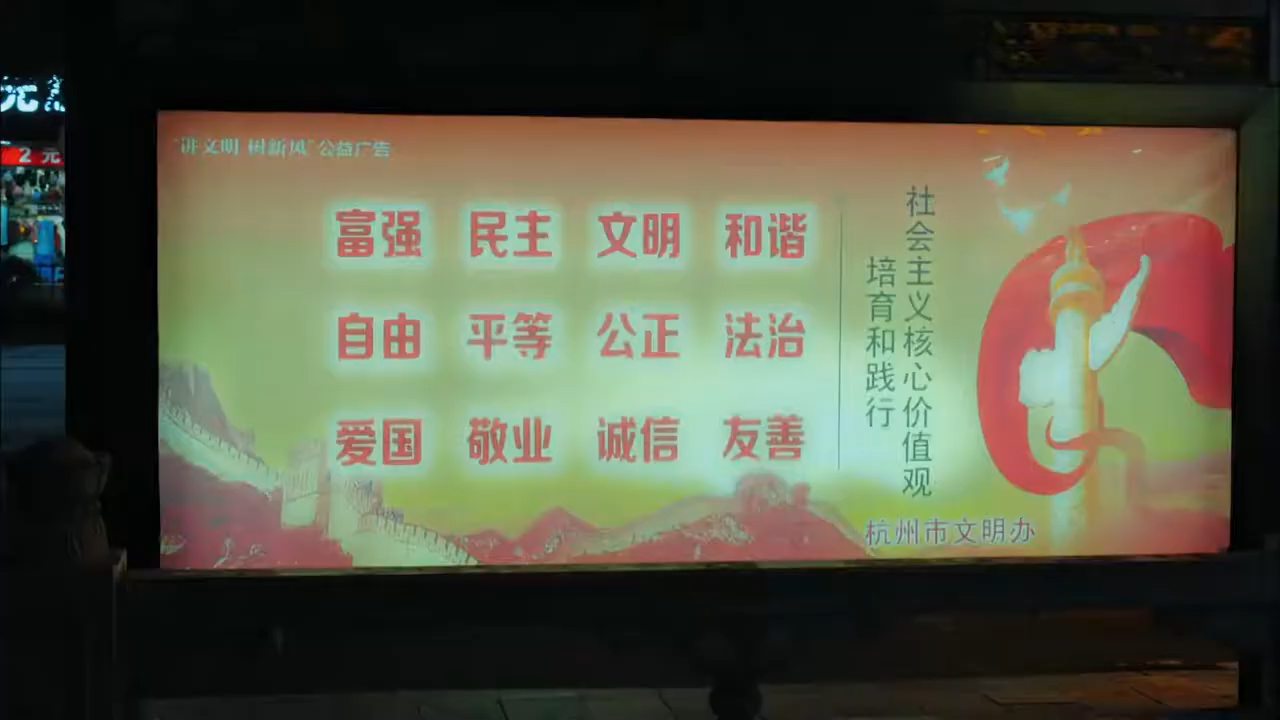 "讲文明 树新风"公益广告
富强 民主 文明 和谐
自由 平等 公正 法治
爱国 敬业 诚信 友善
社会主义核心价值观
培育和践行
杭州市文明办
元
2 元